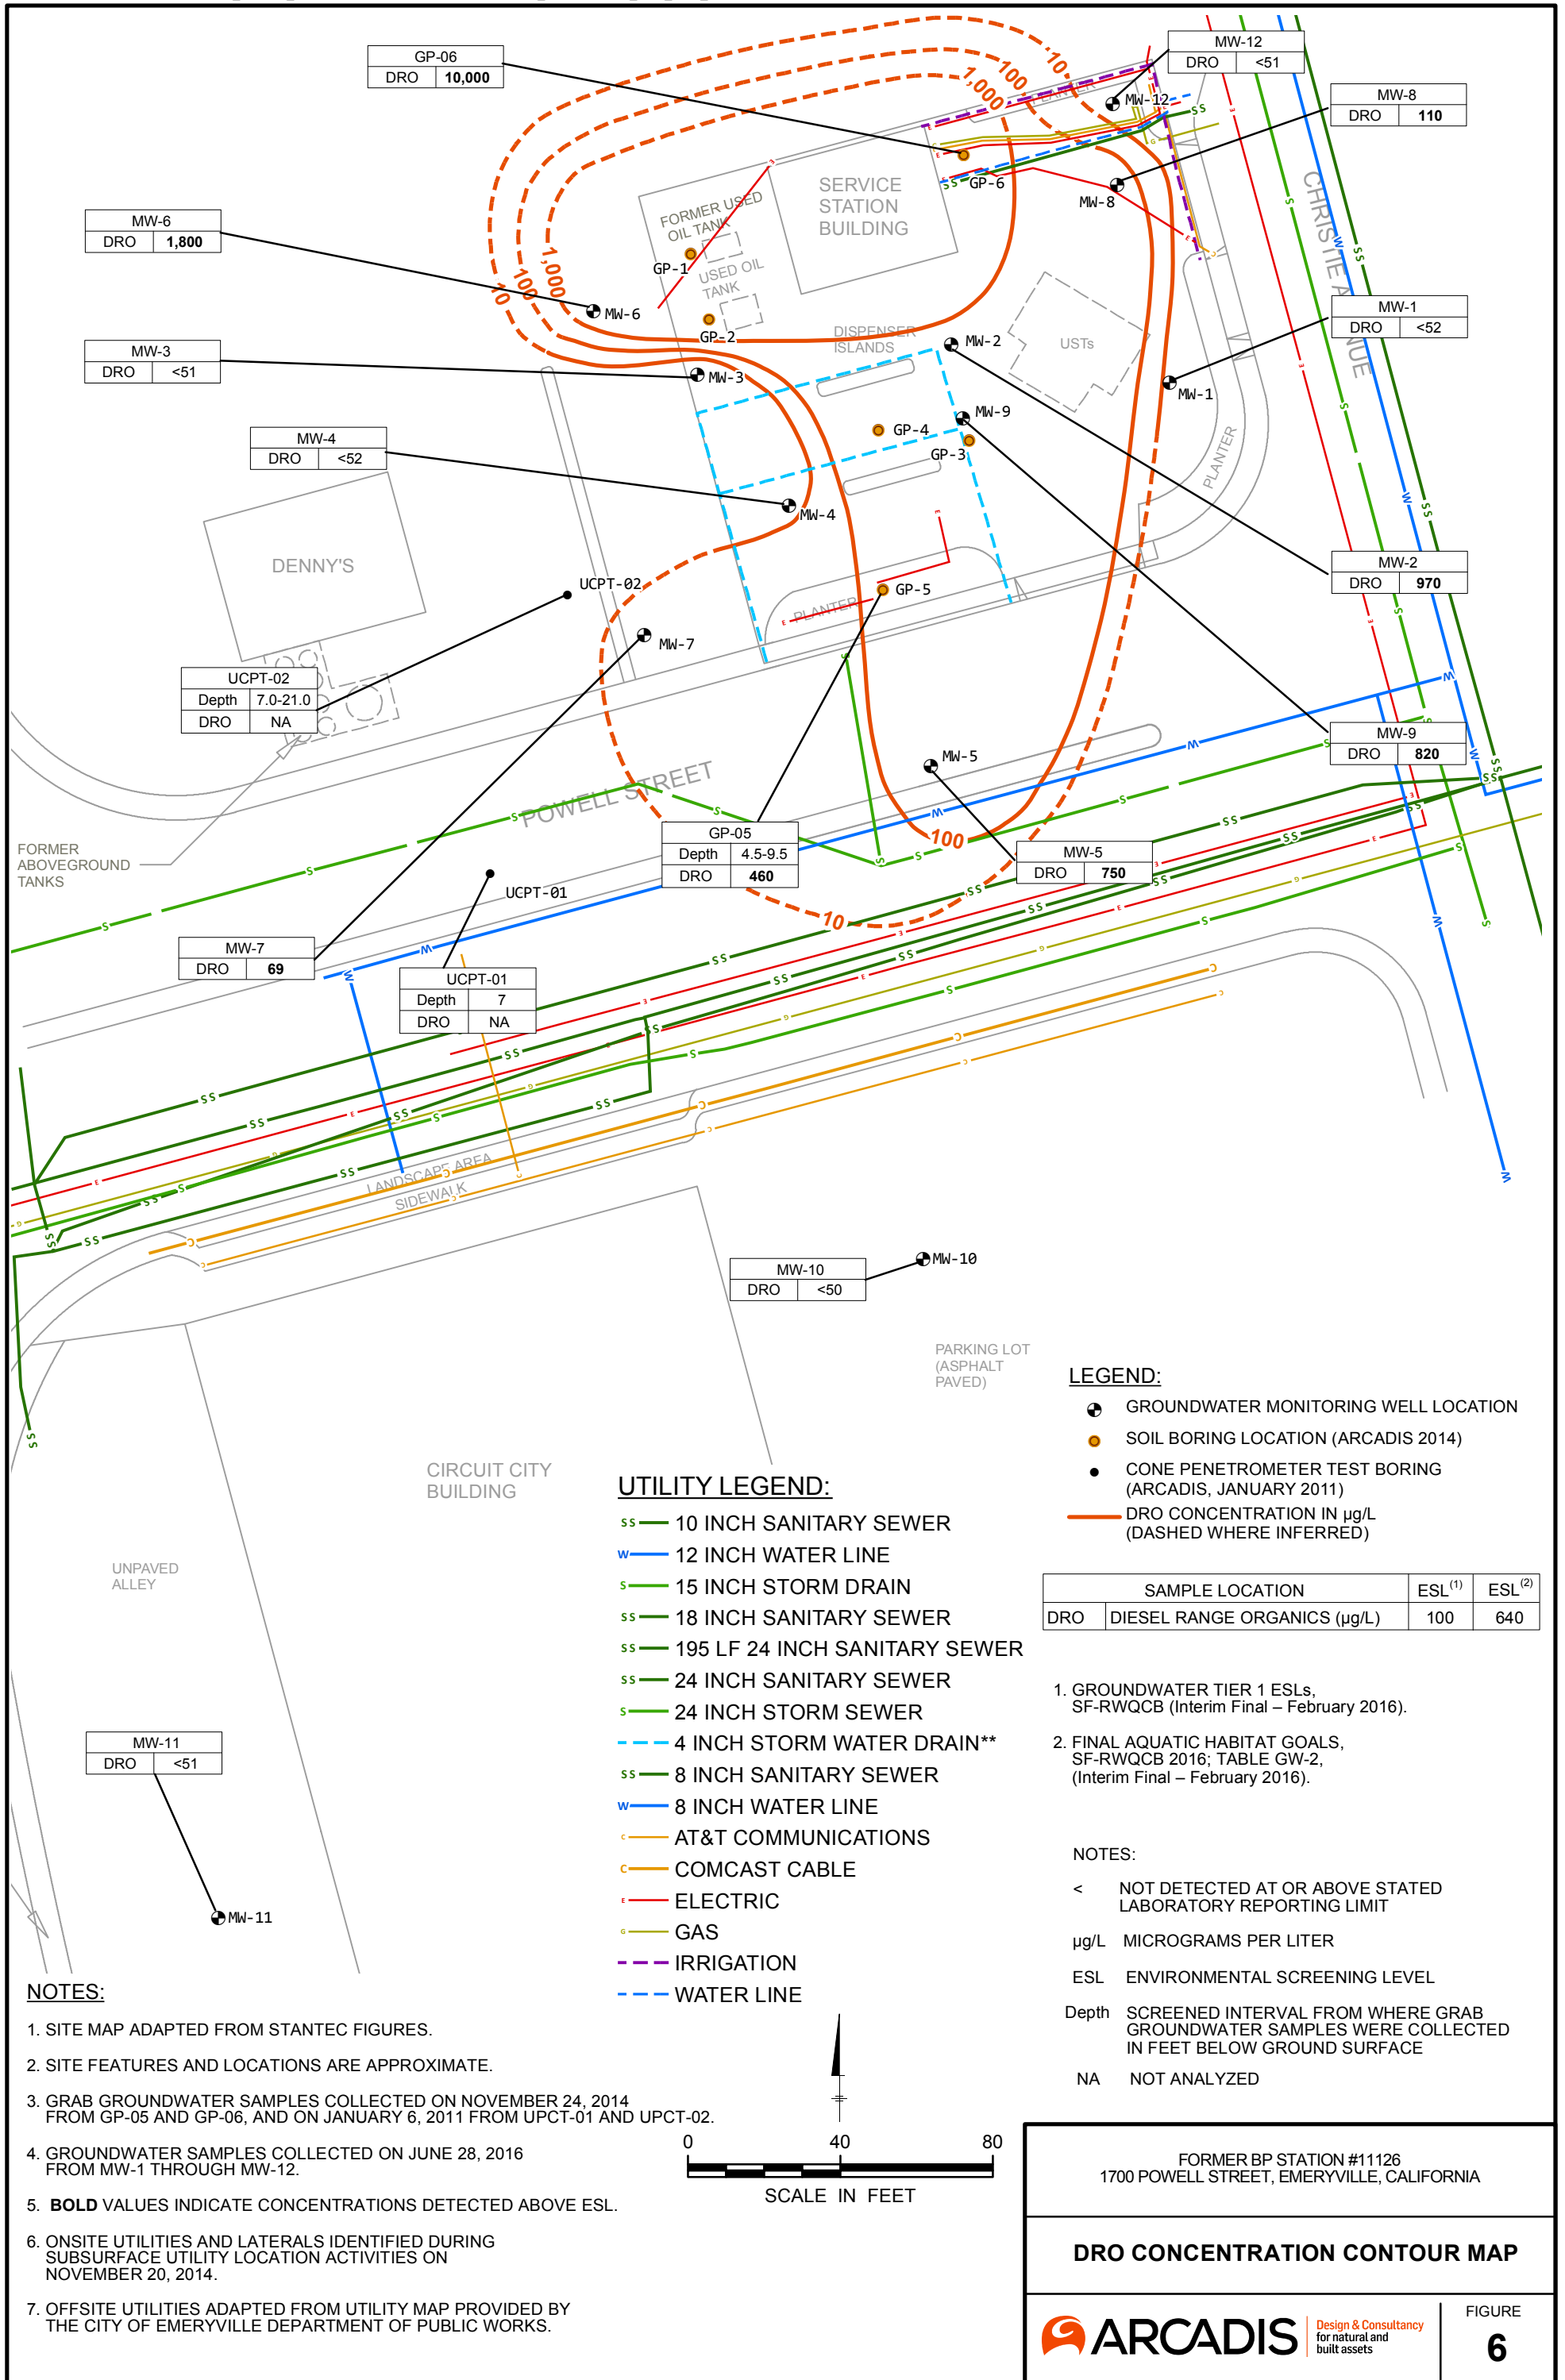 GP-06
DRO 10,000
MW-12
DRO <51
MW-8
DRO 110
MW-6
DRO 1,800
MW-1
DRO <52
MW-3
DRO <51
MW-4
DRO <52
MW-2
DRO 970
UCPT-02
Depth 7.0-21.0
DRO NA
MW-9
DRO 820
GP-05
Depth 4.5-9.5
DRO 460
MW-5
DRO 750
MW-7
DRO 69
UCPT-01
Depth 7
DRO NA
MW-10
DRO <50
MW-11
DRO <51
10
100
1,000
10
100
1,000
100
10
PLANTER
MW-12
GP-6
MW-8
SERVICE
STATION
BUILDING
FORMER USED
OIL TANK
GP-1
USED OIL
TANK
GP-2
MW-6
MW-3
DISPENSER
ISLANDS
MW-2
USTs
MW-1
MW-9
GP-4
GP-3
MW-4
PLANTER
CHRISTIE AVENUE
DENNY'S
UCPT-02
MW-7
PLANTER
GP-5
MW-5
POWELL STREET
FORMER
ABOVEGROUND
TANKS
UCPT-01
LANDSCAPE AREA
SIDEWALK
MW-10
PARKING LOT
(ASPHALT
PAVED)
CIRCUIT CITY
BUILDING
UNPAVED
ALLEY
MW-11
LEGEND:
GROUNDWATER MONITORING WELL LOCATION
SOIL BORING LOCATION (ARCADIS 2014)
CONE PENETROMETER TEST BORING
(ARCADIS, JANUARY 2011)
DRO CONCENTRATION IN µg/L
(DASHED WHERE INFERRED)
SAMPLE LOCATION ESL(1) ESL(2)
DRO DIESEL RANGE ORGANICS (µg/L) 100 640
1. GROUNDWATER TIER 1 ESLs,
SF-RWQCB (Interim Final – February 2016).
2. FINAL AQUATIC HABITAT GOALS,
SF-RWQCB 2016; TABLE GW-2,
(Interim Final – February 2016).
NOTES:
< NOT DETECTED AT OR ABOVE STATED
LABORATORY REPORTING LIMIT
µg/L MICROGRAMS PER LITER
ESL ENVIRONMENTAL SCREENING LEVEL
Depth SCREENED INTERVAL FROM WHERE GRAB
GROUNDWATER SAMPLES WERE COLLECTED
IN FEET BELOW GROUND SURFACE
NA NOT ANALYZED
UTILITY LEGEND:
SS 10 INCH SANITARY SEWER
W 12 INCH WATER LINE
S 15 INCH STORM DRAIN
SS 18 INCH SANITARY SEWER
SS 195 LF 24 INCH SANITARY SEWER
SS 24 INCH SANITARY SEWER
S 24 INCH STORM SEWER
4 INCH STORM WATER DRAIN**
SS 8 INCH SANITARY SEWER
W 8 INCH WATER LINE
C AT&T COMMUNICATIONS
C COMCAST CABLE
E ELECTRIC
G GAS
IRRIGATION
WATER LINE
NOTES:
1. SITE MAP ADAPTED FROM STANTEC FIGURES.
2. SITE FEATURES AND LOCATIONS ARE APPROXIMATE.
3. GRAB GROUNDWATER SAMPLES COLLECTED ON NOVEMBER 24, 2014
FROM GP-05 AND GP-06, AND ON JANUARY 6, 2011 FROM UPCT-01 AND UPCT-02.
4. GROUNDWATER SAMPLES COLLECTED ON JUNE 28, 2016
FROM MW-1 THROUGH MW-12.
5. BOLD VALUES INDICATE CONCENTRATIONS DETECTED ABOVE ESL.
6. ONSITE UTILITIES AND LATERALS IDENTIFIED DURING
SUBSURFACE UTILITY LOCATION ACTIVITIES ON
NOVEMBER 20, 2014.
7. OFFSITE UTILITIES ADAPTED FROM UTILITY MAP PROVIDED BY
THE CITY OF EMERYVILLE DEPARTMENT OF PUBLIC WORKS.
0 40 80
SCALE IN FEET
FORMER BP STATION #11126
1700 POWELL STREET, EMERYVILLE, CALIFORNIA
DRO CONCENTRATION CONTOUR MAP
ARCADIS
Design & Consultancy
for natural and
built assets
FIGURE
6